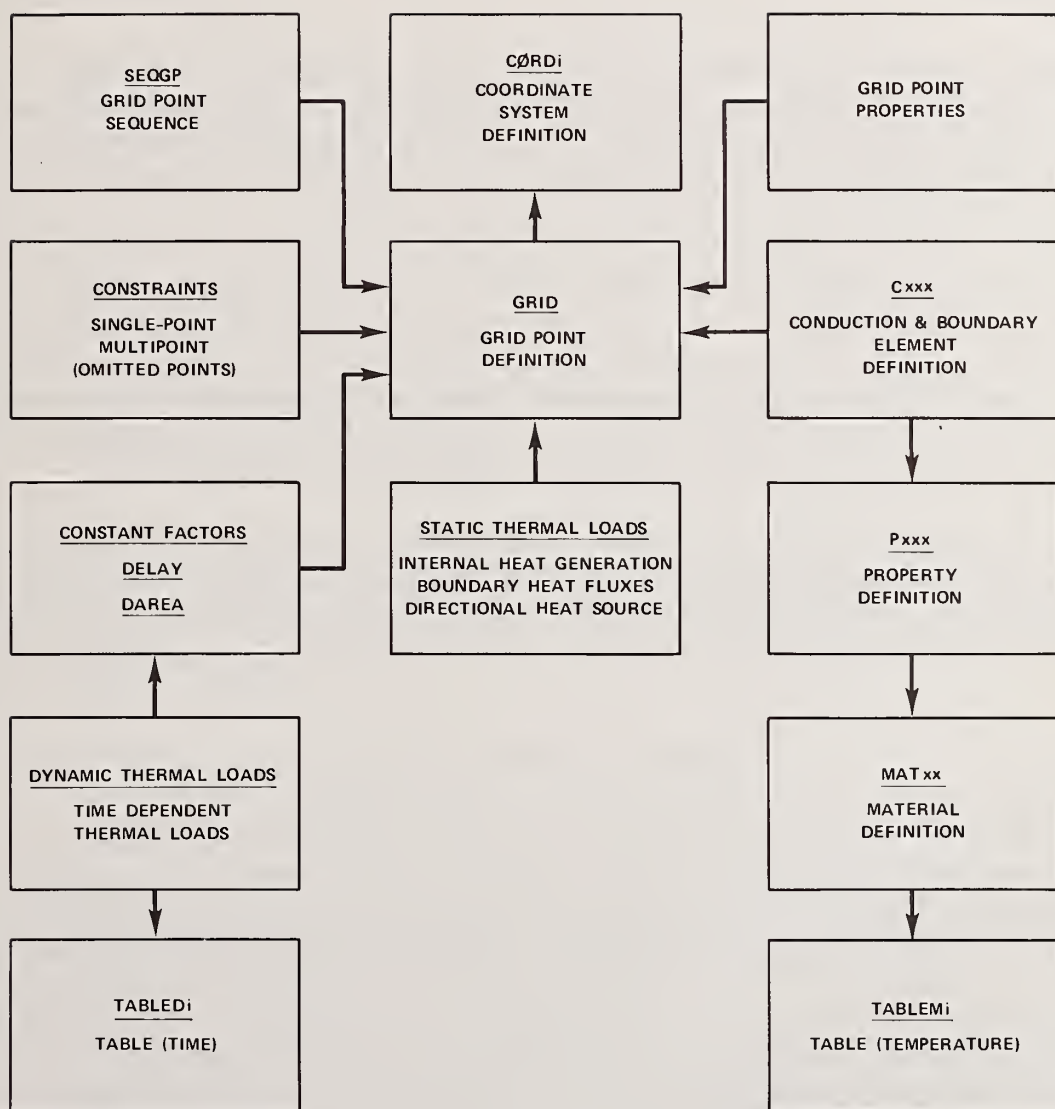 SEQGP
GRID POINT
SEQUENCE
CØRDi
COORDINATE
SYSTEM
DEFINITION
GRID POINT
PROPERTIES
CONSTRAINTS
SINGLE-POINT
MULTIPOINT
(OMITTED POINTS)
GRID
GRID POINT
DEFINITION
Cxxx
CONDUCTION & BOUNDARY
ELEMENT
DEFINITION
CONSTANT FACTORS
DELAY
DAREA
STATIC THERMAL LOADS
INTERNAL HEAT GENERATION
BOUNDARY HEAT FLUXES
DIRECTIONAL HEAT SOURCE
Pxxx
PROPERTY
DEFINITION
DYNAMIC THERMAL LOADS
TIME DEPENDENT
THERMAL LOADS
MATxx
MATERIAL
DEFINITION
TABLEDi
TABLE (TIME)
TABLEMi
TABLE (TEMPERATURE)